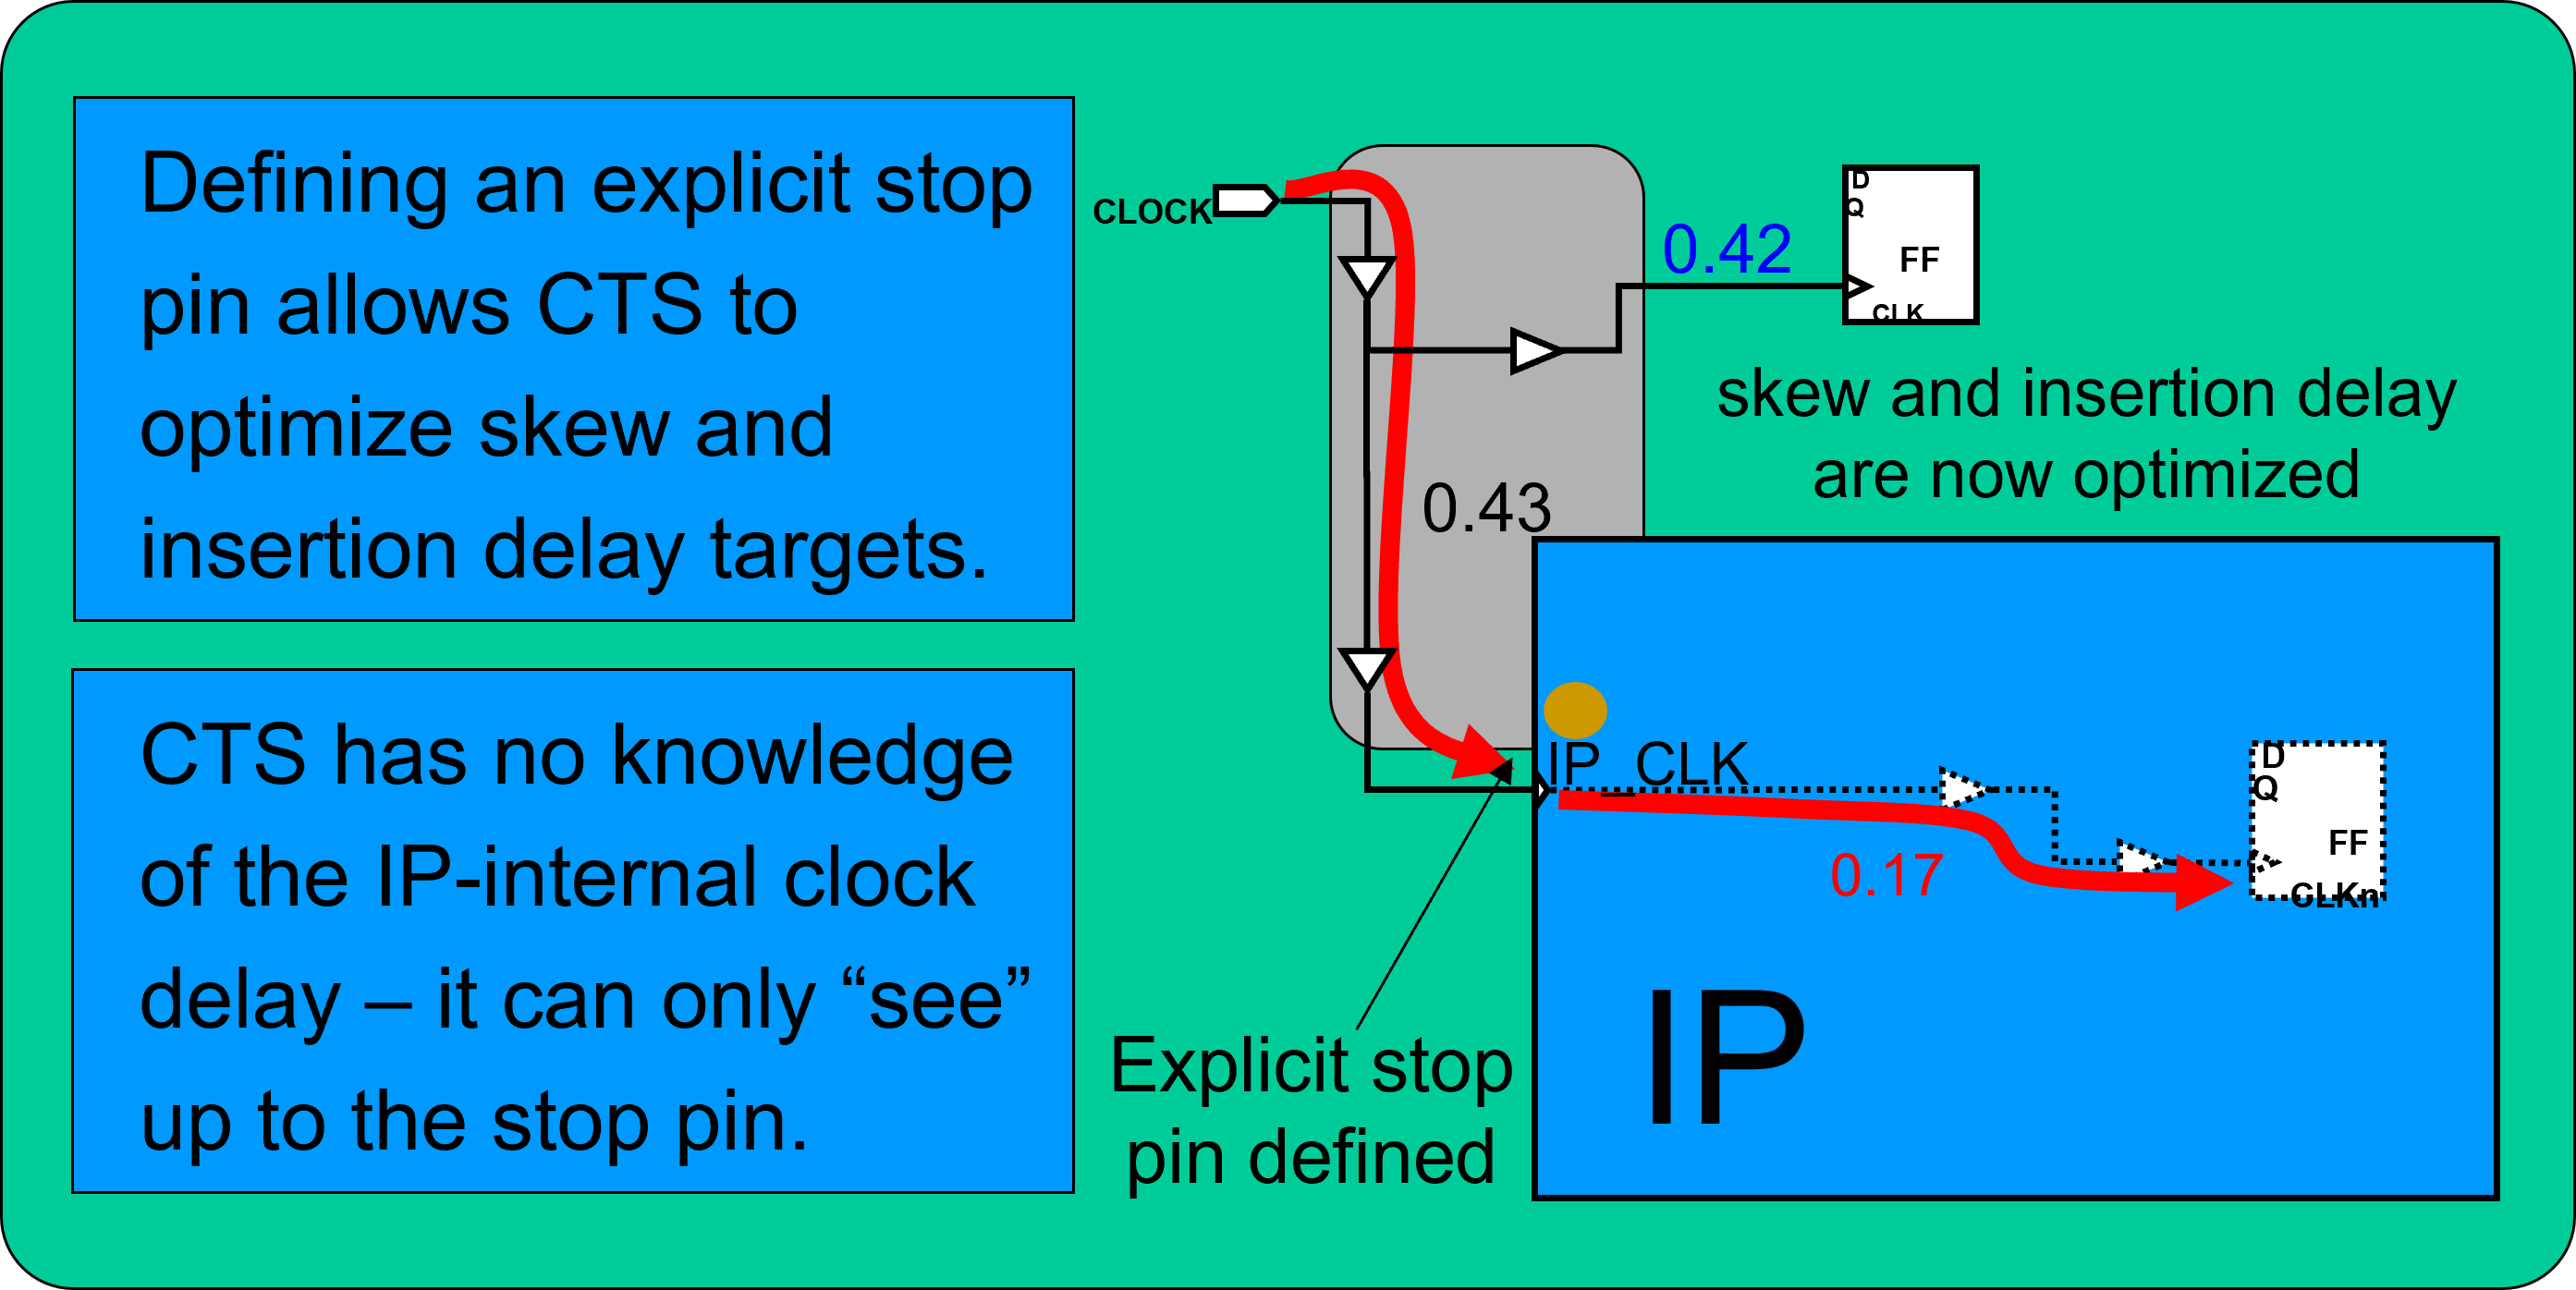 Defining an explicit stop
pin allows CTS to
optimize skew and
insertion delay targets.
CTS has no knowledge
of the IP-internal clock
delay – it can only “see”
up to the stop pin.
CLOCK
0.42
D
Q
FF
CLK
skew and insertion delay
are now optimized
0.43
IP_CLK
0.17
D
Q
FF
CLKn
IP
Explicit stop
pin defined